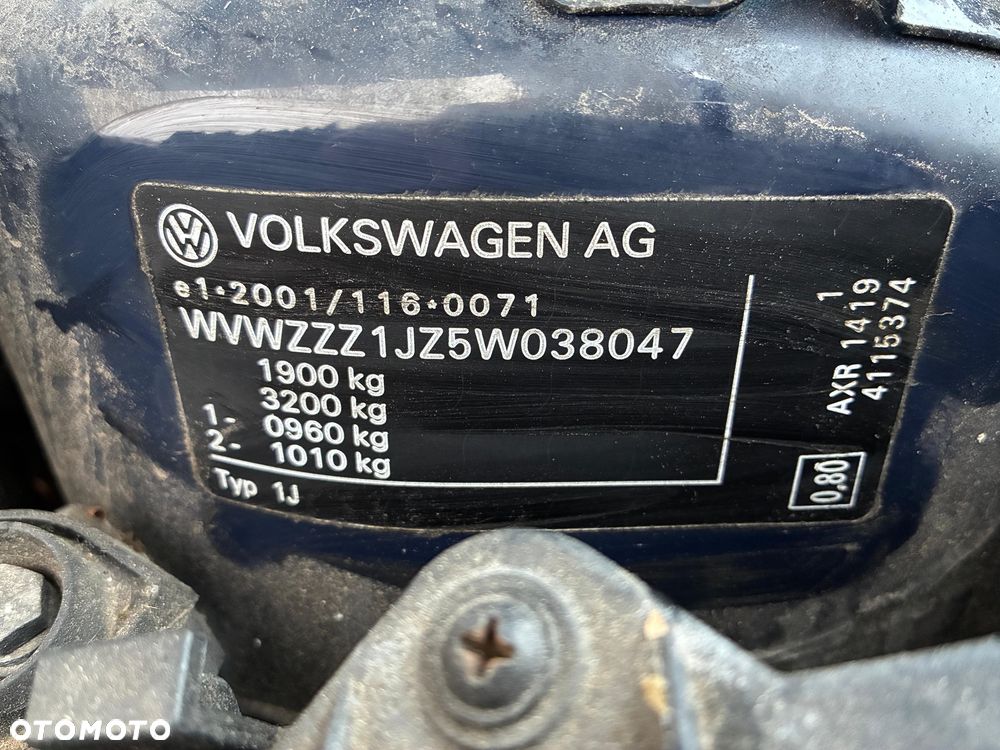 VOLKSWAGEN AG
e1*2001/116*0071
WVWZZZ1JZ5W038047
1900 kg
3200 kg
1- 0960 kg
2- 1010 kg
Typ 1J
AXR 1419 1
4115374
0,80
OTOMOTO